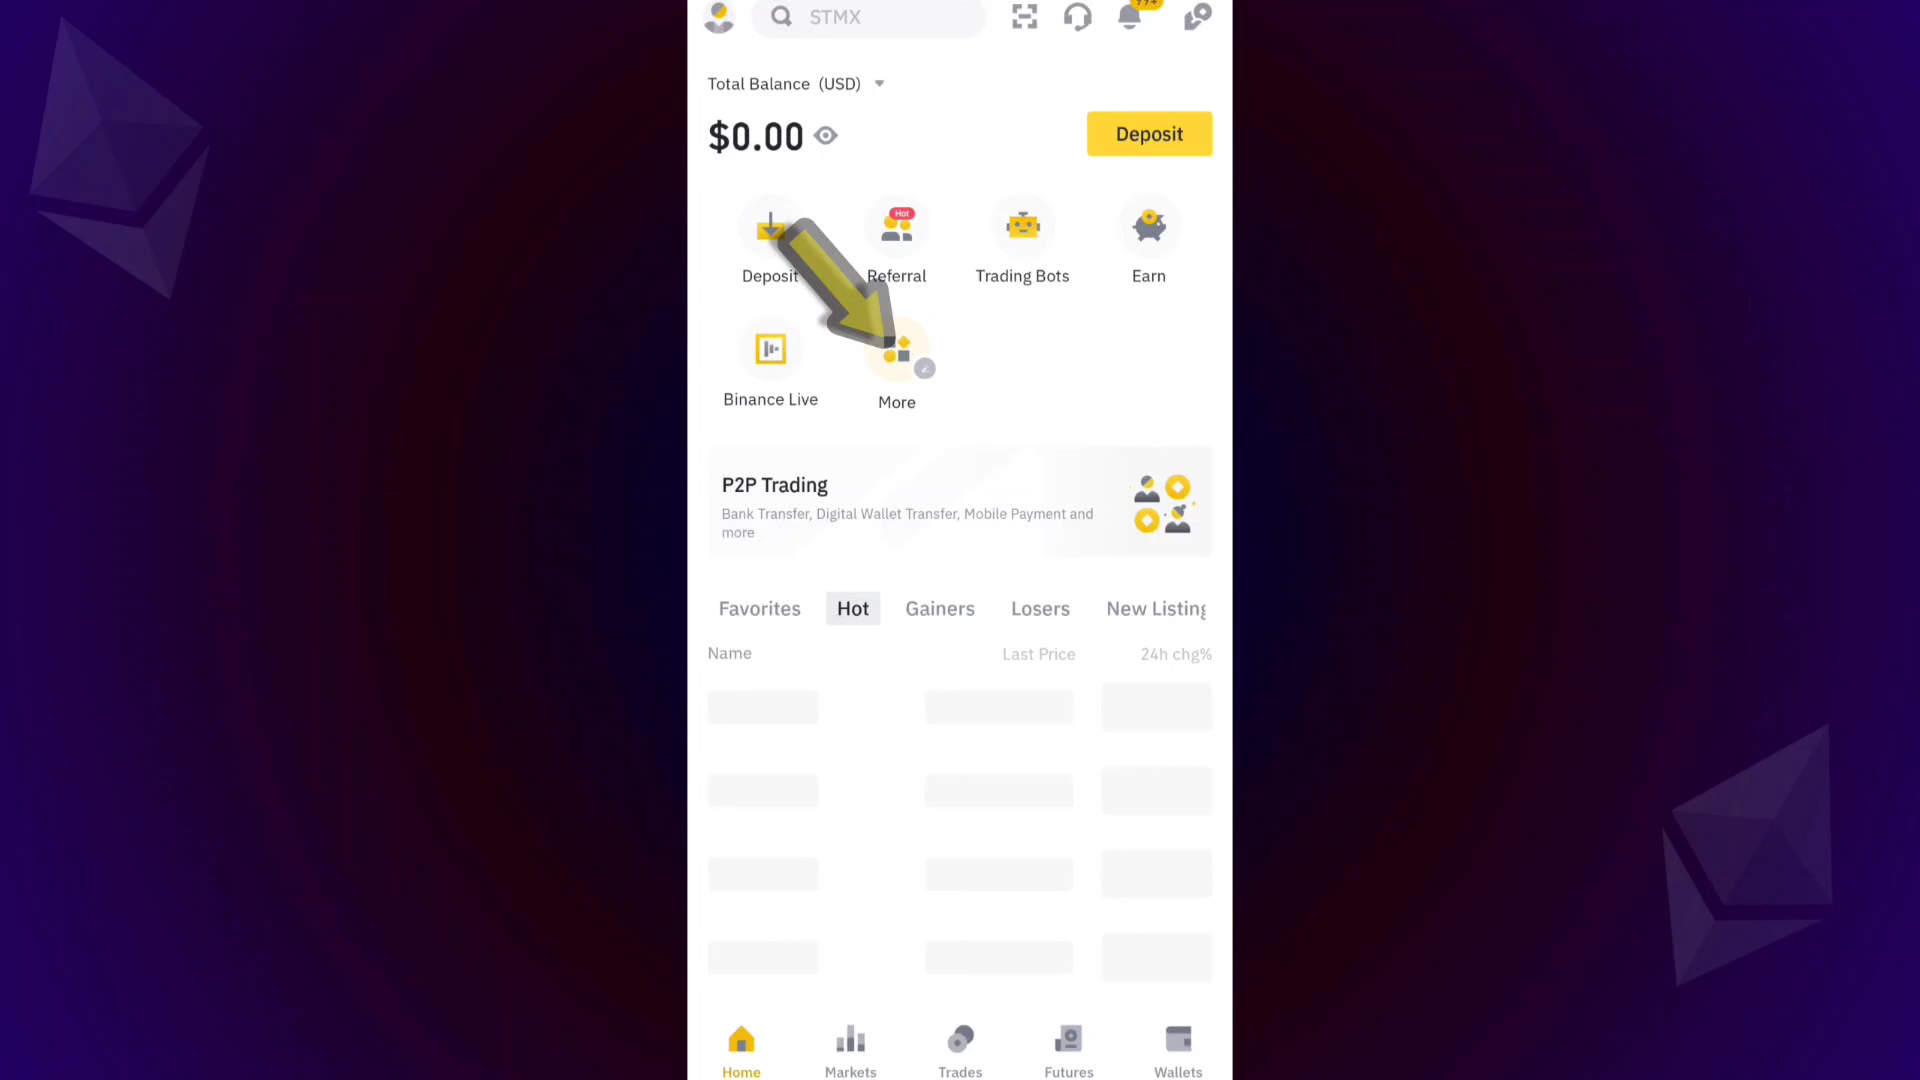 STMX
Total Balance (USD)
$0.00
Deposit
Hot
Deposit
Referral
Trading Bots
Earn
Binance Live
More
P2P Trading
Bank Transfer, Digital Wallet Transfer, Mobile Payment and
more
Favorites Hot Gainers Losers New Listing
Name Last Price 24h chg%
Home Markets Trades Futures Wallets